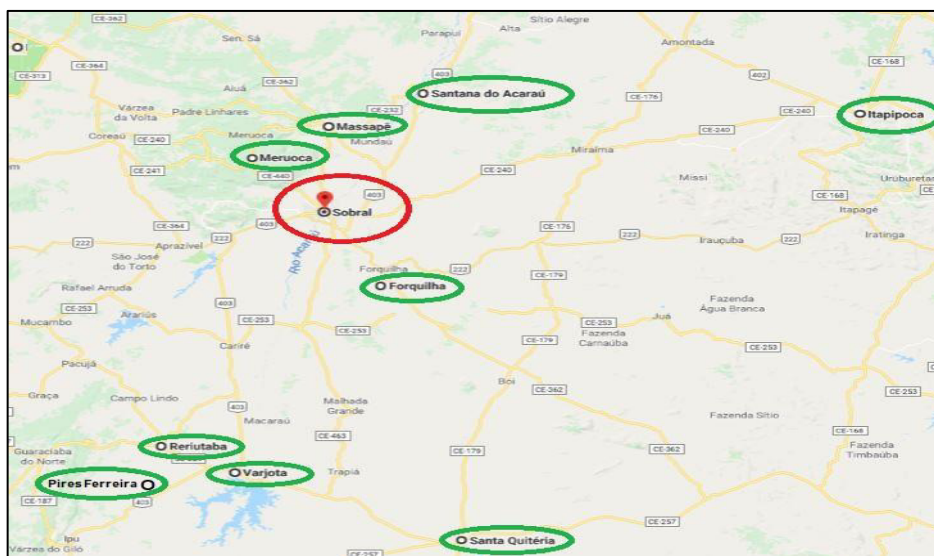 CE-362
Sítio Alegre
Parapuí
Alta
Sen. Sá
Amontada
CE-364
403
CE-168
CE-313
CE-362
402
Aiuá
Santana do Acaraú
CE-176
Várzea
da Volta
Padre Linhares
CE-232
CE-240
Itapipoca
Massapê
Coreaú
CE-240
Meruoca
Mundaú
CE-240
Miraíma
Meruoca
CE-241
CE-440
CE-240
Missi
Uruburetama
403
CE-168
Sobral
Itapagé
CE-364
403
CE-176
222
Iratinga
222
Aprazível
222
Rio Acaraú
222
Irauçuba
São José
do Torto
Forquilha
222
CE-179
Rafael Arruda
Forquilha
403
Fazenda
Água Branca
CE-253
Arariús
CE-253
Juá
Mucambo
CE-253
CE-253
Fazenda
Carnaúba
CE-179
CE-253
Cariré
Pacujá
Boi
CE-362
CE-253
Graça
Campo Lindo
Malhada
Grande
403
Fazenda Sítio
Macaraú
CE-463
CE-168
Reriutaba
Guaraciaba
do Norte
Fazenda
Timbaúba
CE-179
CE-362
Varjota
Trapiá
Pires Ferreira
CE-187
403
CE-257
Ipu
Santa Quitéria
Várzea do Giló
CE-257